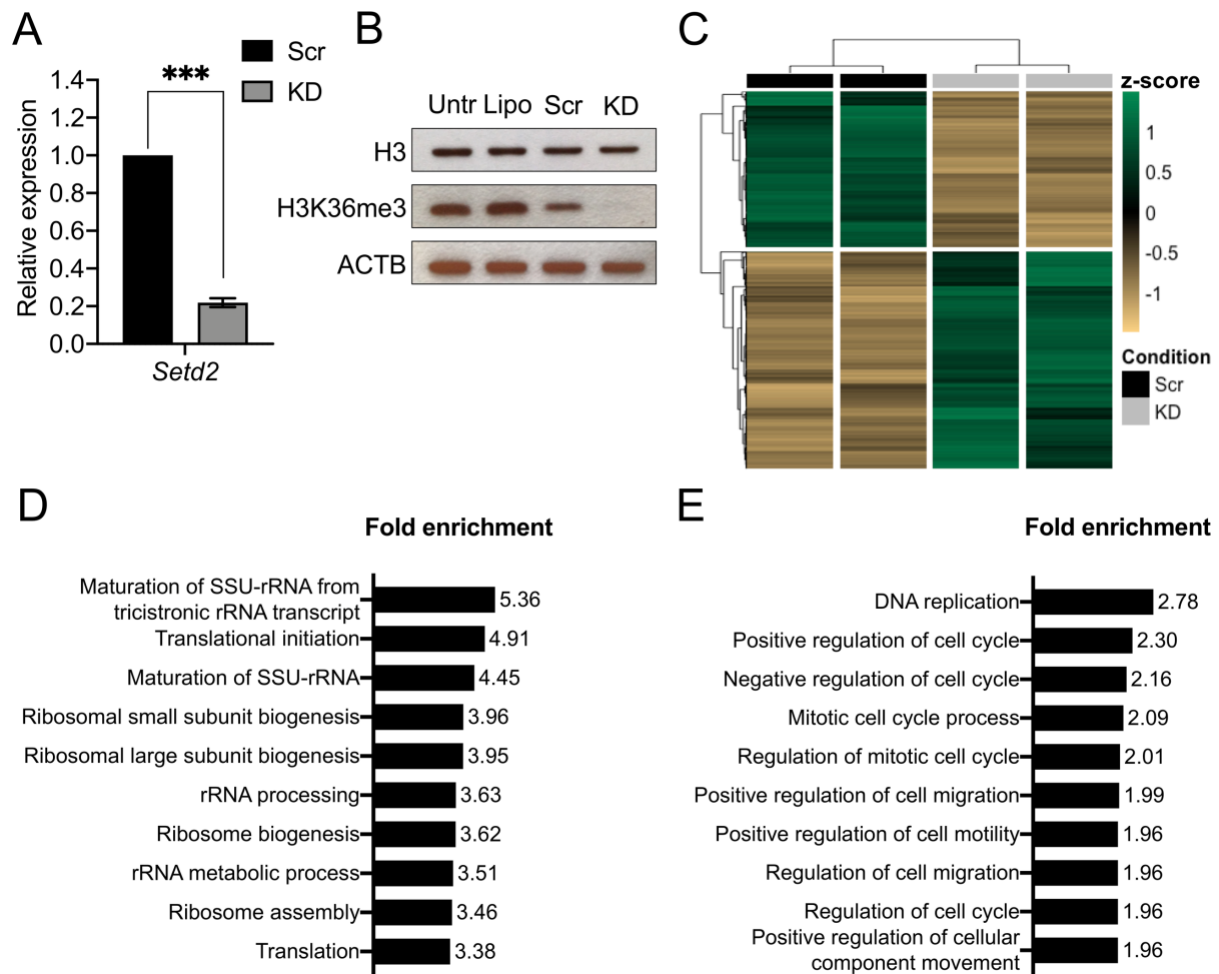 A
Scr
KD
***
Relative expression
1.4
1.2
1.0
0.8
0.6
0.4
0.2
0.0
Setd2
B
Untr Lipo Scr KD
H3
H3K36me3
ACTB
C
z-score
1
0.5
0
-0.5
-1
Condition
Scr
KD
D
Fold enrichment
Maturation of SSU-rRNA from
tricistronic rRNA transcript
5.36
Translational initiation 4.91
Maturation of SSU-rRNA 4.45
Ribosomal small subunit biogenesis 3.96
Ribosomal large subunit biogenesis 3.95
rRNA processing 3.63
Ribosome biogenesis 3.62
rRNA metabolic process 3.51
Ribosome assembly 3.46
Translation 3.38
E
Fold enrichment
DNA replication 2.78
Positive regulation of cell cycle 2.30
Negative regulation of cell cycle 2.16
Mitotic cell cycle process 2.09
Regulation of mitotic cell cycle 2.01
Positive regulation of cell migration 1.99
Positive regulation of cell motility 1.96
Regulation of cell migration 1.96
Regulation of cell cycle 1.96
Positive regulation of cellular
component movement
1.96